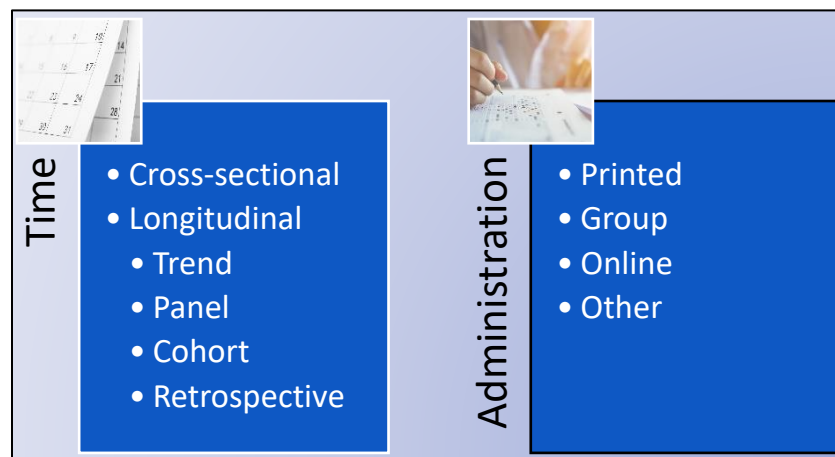 Time
• Cross-sectional
• Longitudinal
• Trend
• Panel
• Cohort
• Retrospective
Administration
• Printed
• Group
• Online
• Other